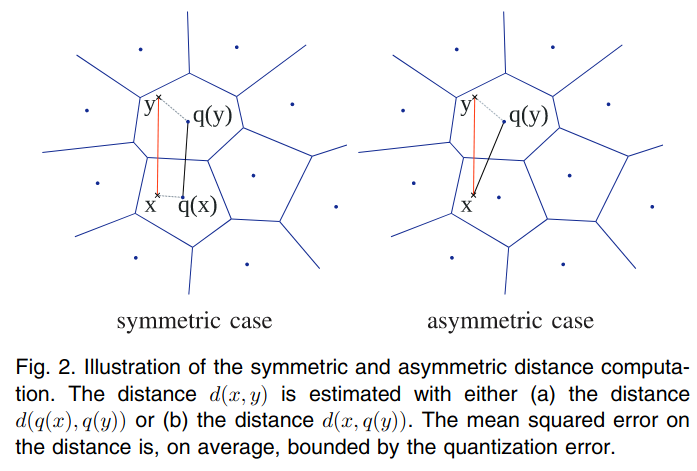 y
q(y)
x
q(x)
symmetric case
y
q(y)
x
asymmetric case
Fig. 2. Illustration of the symmetric and asymmetric distance computa-
tion. The distance d(x, y) is estimated with either (a) the distance
d(q(x), q(y)) or (b) the distance d(x, q(y)). The mean squared error on
the distance is, on average, bounded by the quantization error.